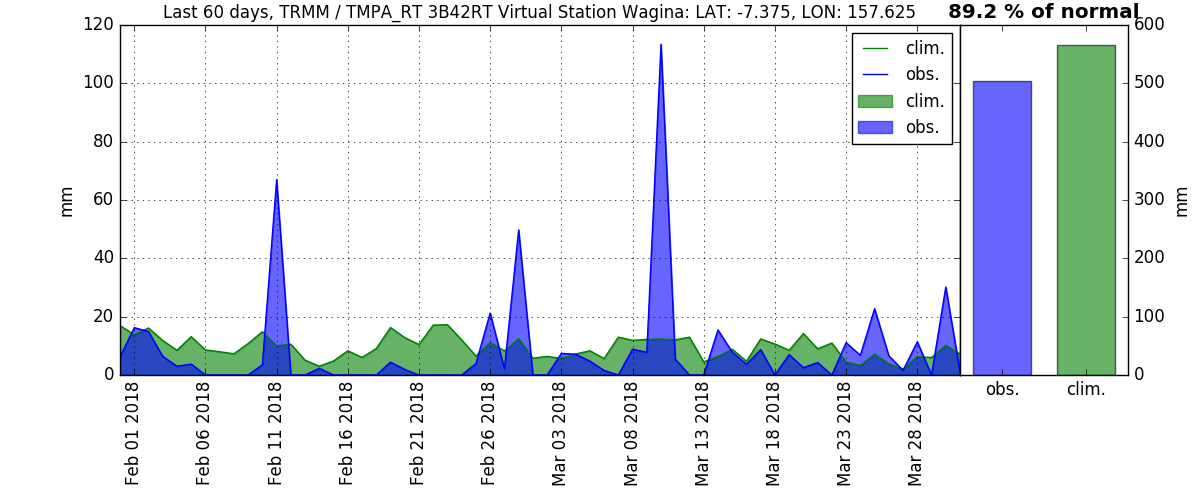 Last 60 days, TRMM / TMPA_RT 3B42RT Virtual Station Wagina: LAT: -7.375, LON: 157.625
89.2 % of normal
120
100
80
60
40
20
0
mm
clim.
obs.
clim.
obs.
600
500
400
300
200
100
0
mm
Feb 01 2018
Feb 06 2018
Feb 11 2018
Feb 16 2018
Feb 21 2018
Feb 26 2018
Mar 03 2018
Mar 08 2018
Mar 13 2018
Mar 18 2018
Mar 23 2018
Mar 28 2018
obs.
clim.